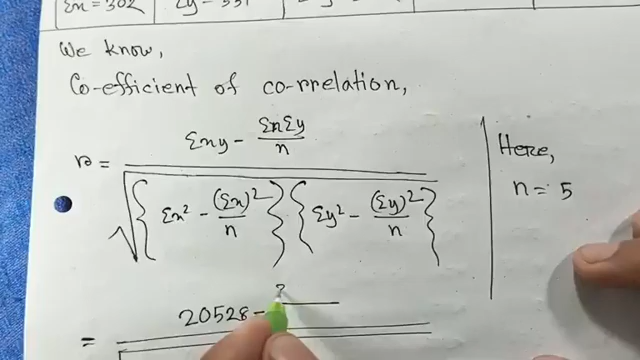 Σx = 302
We know,
Co-efficient of co-rrelation,
r = (Σxy - ΣxΣy/n) / √{Σx² - (Σx)²/n} {Σy² - (Σy)²/n}
Here,
n = 5
= 20528 -